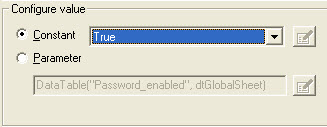 Configure value
Constant
True
Parameter
DataTable("Password_enabled", dtGlobalSheet)